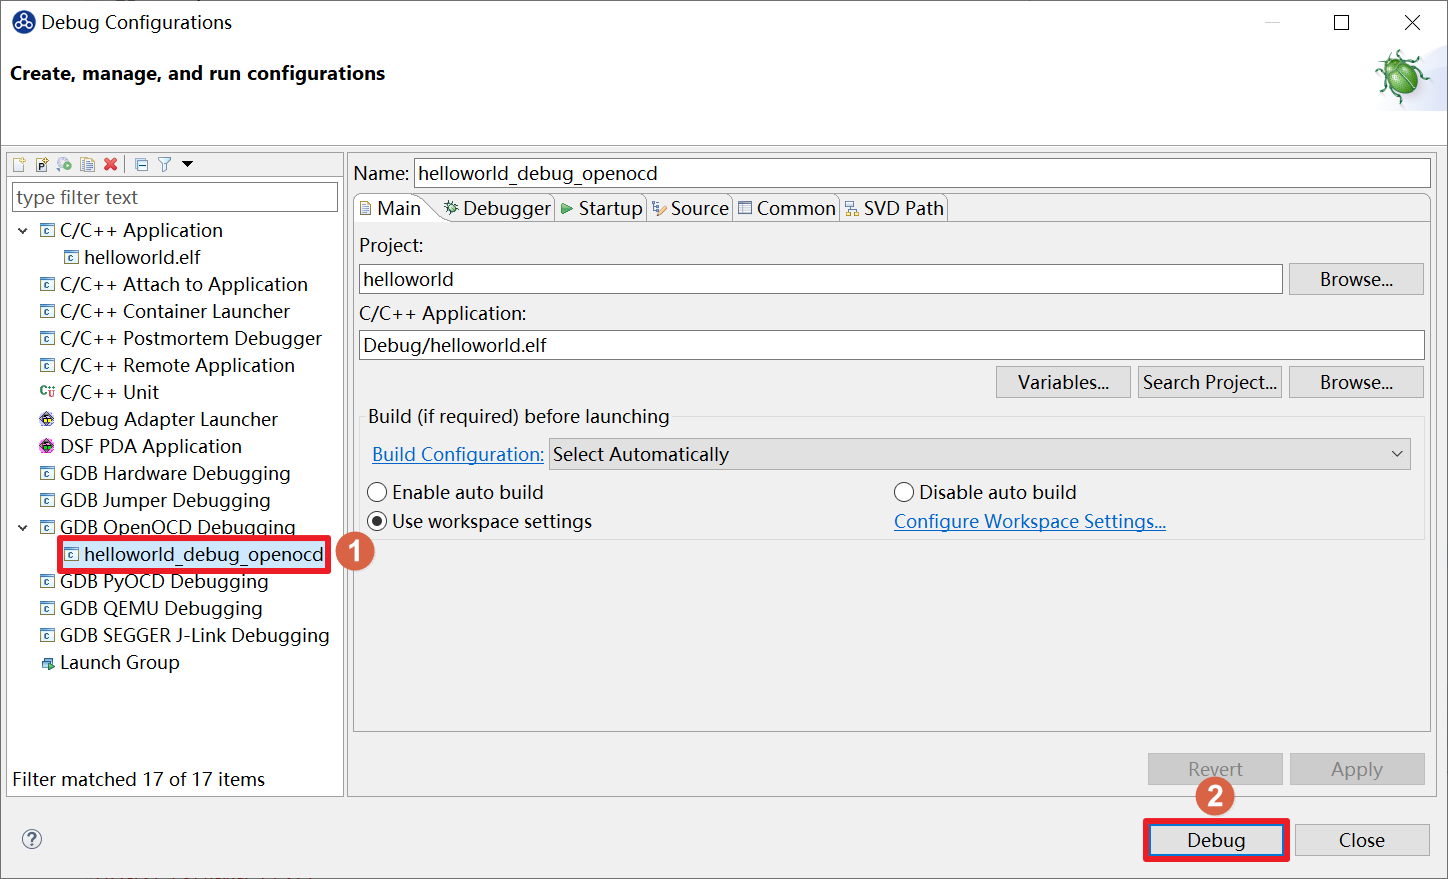 Debug Configurations
Create, manage, and run configurations
type filter text
C/C++ Application
helloworld.elf
C/C++ Attach to Application
C/C++ Container Launcher
C/C++ Postmortem Debugger
C/C++ Remote Application
C/C++ Unit
Debug Adapter Launcher
DSF PDA Application
GDB Hardware Debugging
GDB Jumper Debugging
GDB OpenOCD Debugging
helloworld_debug_openocd
1
GDB PyOCD Debugging
GDB QEMU Debugging
GDB SEGGER J-Link Debugging
Launch Group
Filter matched 17 of 17 items
Name: helloworld_debug_openocd
Main Debugger Startup Source Common SVD Path
Project:
helloworld Browse...
C/C++ Application:
Debug/helloworld.elf
Variables... Search Project... Browse...
Build (if required) before launching
Build Configuration: Select Automatically
Enable auto build Disable auto build
Use workspace settings Configure Workspace Settings...
Revert Apply
2
Debug Close